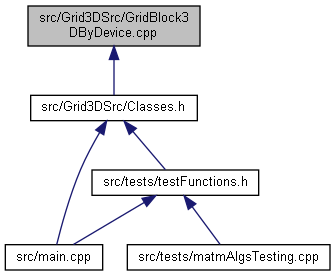 src/Grid3DSrc/GridBlock3
DByDevice.cpp
src/Grid3DSrc/Classes.h
src/tests/testFunctions.h
src/main.cpp
src/tests/matmAlgsTesting.cpp